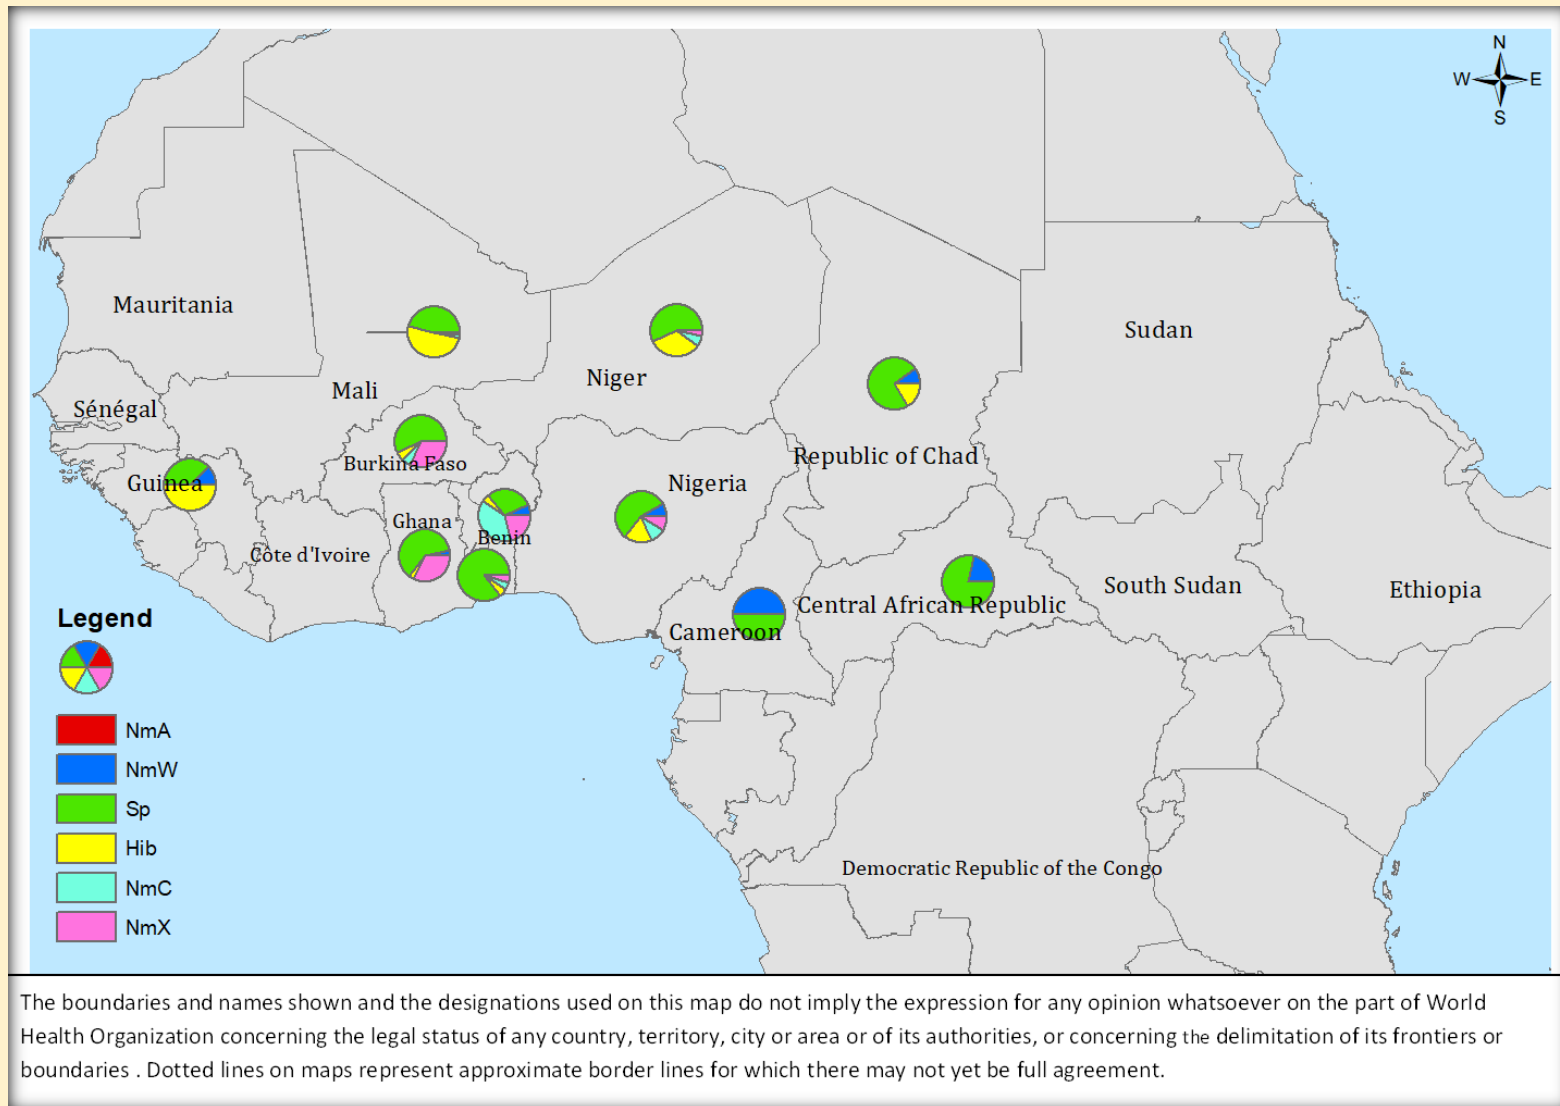 N
W E
S
Mauritania
Sudan
Niger
Mali
Sénégal
Republic of Chad
Burkina Faso
Guinea
Nigeria
Ghana
Benin
Côte d'Ivoire
South Sudan
Ethiopia
Central African Republic
Cameroon
Legend
NmA
NmW
Sp
Hib
NmC
NmX
Democratic Republic of the Congo
The boundaries and names shown and the designations used on this map do not imply the expression for any opinion whatsoever on the part of World
Health Organization concerning the legal status of any country, territory, city or area or of its authorities, or concerning the delimitation of its frontiers or
boundaries . Dotted lines on maps represent approximate border lines for which there may not yet be full agreement.